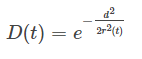 D(t) = e^{-\frac{d^2}{2r^2(t)}}